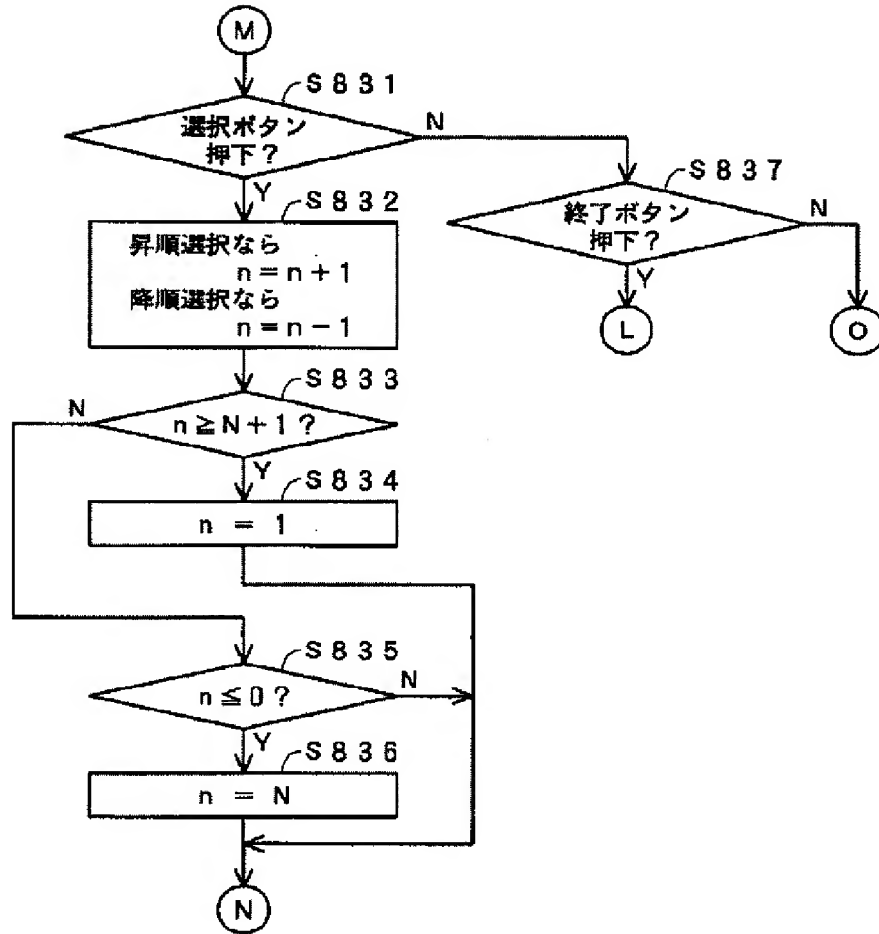 M
S831
選択ボタン
押下?
N
Y
S837
終了ボタン
押下?
N
Y
L
O
S832
昇順選択なら
n=n+1
降順選択なら
n=n-1
S833
N
n≧N+1?
Y
S834
n = 1
S835
n≦0?
N
Y
S836
n = N
N